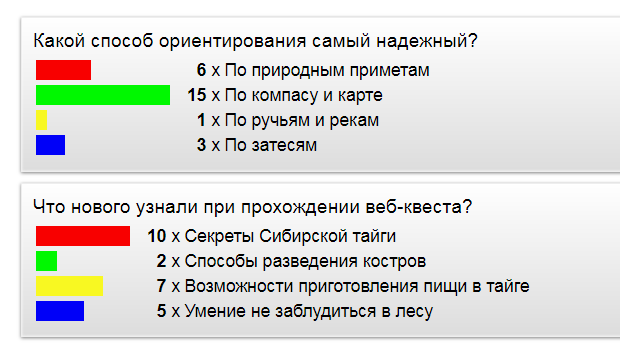 Какой способ ориентирования самый надежный?
6 x По природным приметам
15 x По компасу и карте
1 x По ручьям и рекам
3 x По затесям
Что нового узнали при прохождении веб-квеста?
10 x Секреты Сибирской тайги
2 x Способы разведения костров
7 x Возможности приготовления пищи в тайге
5 x Умение не заблудиться в лесу